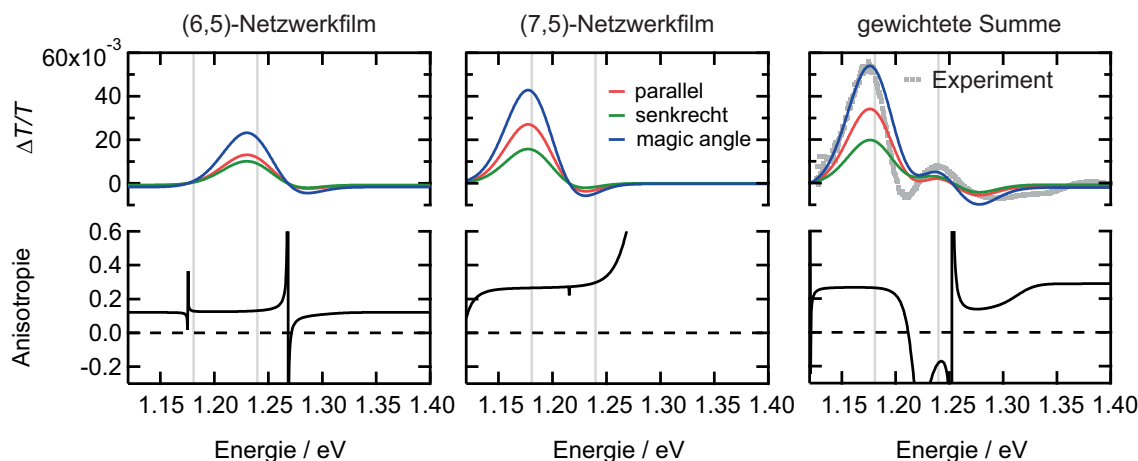 (6,5)-Netzwerkfilm (7,5)-Netzwerkfilm gewichtete Summe
60x10⁻³
40
20
0
ΔT/T
parallel
senkrecht
magic angle
Experiment
0.6
0.4
0.2
0.0
-0.2
Anisotropie
1.15 1.20 1.25 1.30 1.35 1.40 1.15 1.20 1.25 1.30 1.35 1.40 1.15 1.20 1.25 1.30 1.35 1.40
Energie / eV Energie / eV Energie / eV